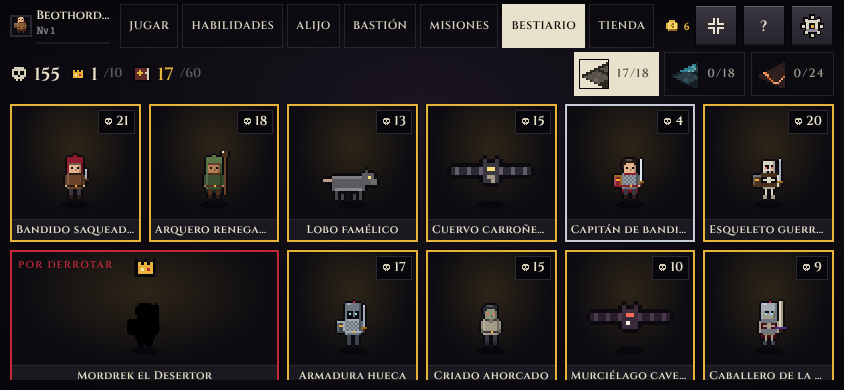 BEOTHORD...
Nv 1
JUGAR
HABILIDADES
ALIJO
BASTIÓN
MISIONES
BESTIARIO
TIENDA
6
?
155
1 /10
17 /60
17/18
0/18
0/24
21
BANDIDO SAQUEAD...
18
ARQUERO RENEGA...
13
LOBO FAMÉLICO
15
CUERVO CARROÑE...
4
CAPITÁN DE BANDI...
20
ESQUELETO GUERR...
POR DERROTAR
MORDREK EL DESERTOR
17
ARMADURA HUECA
15
CRIADO AHORCADO
10
MURCIÉLAGO CAVE...
9
CABALLERO DE LA ...